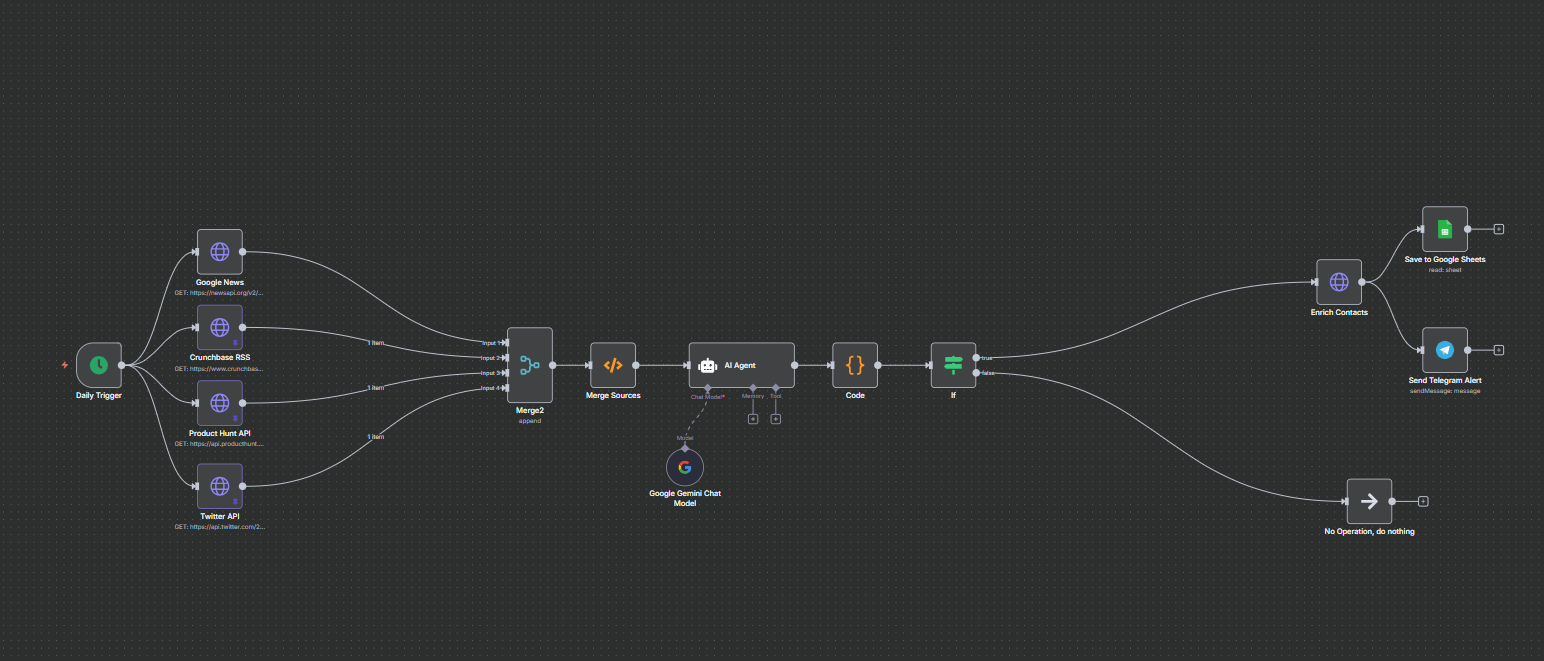 Daily Trigger
Google News
GET: https://newsapi.org/v2/...
Crunchbase RSS
GET: https://www.crunchbas...
Product Hunt API
GET: https://api.producthunt....
Twitter API
GET: https://api.twitter.com/2...
1 item
1 item
1 item
Input 1
Input 2
Input 3
Input 4
Merge2
append
Merge Sources
AI Agent
Chat Model*
Memory
Tool
Model
Google Gemini Chat
Model
Code
If
true
false
Enrich Contacts
Save to Google Sheets
read: sheet
Send Telegram Alert
sendMessage: message
No Operation, do nothing